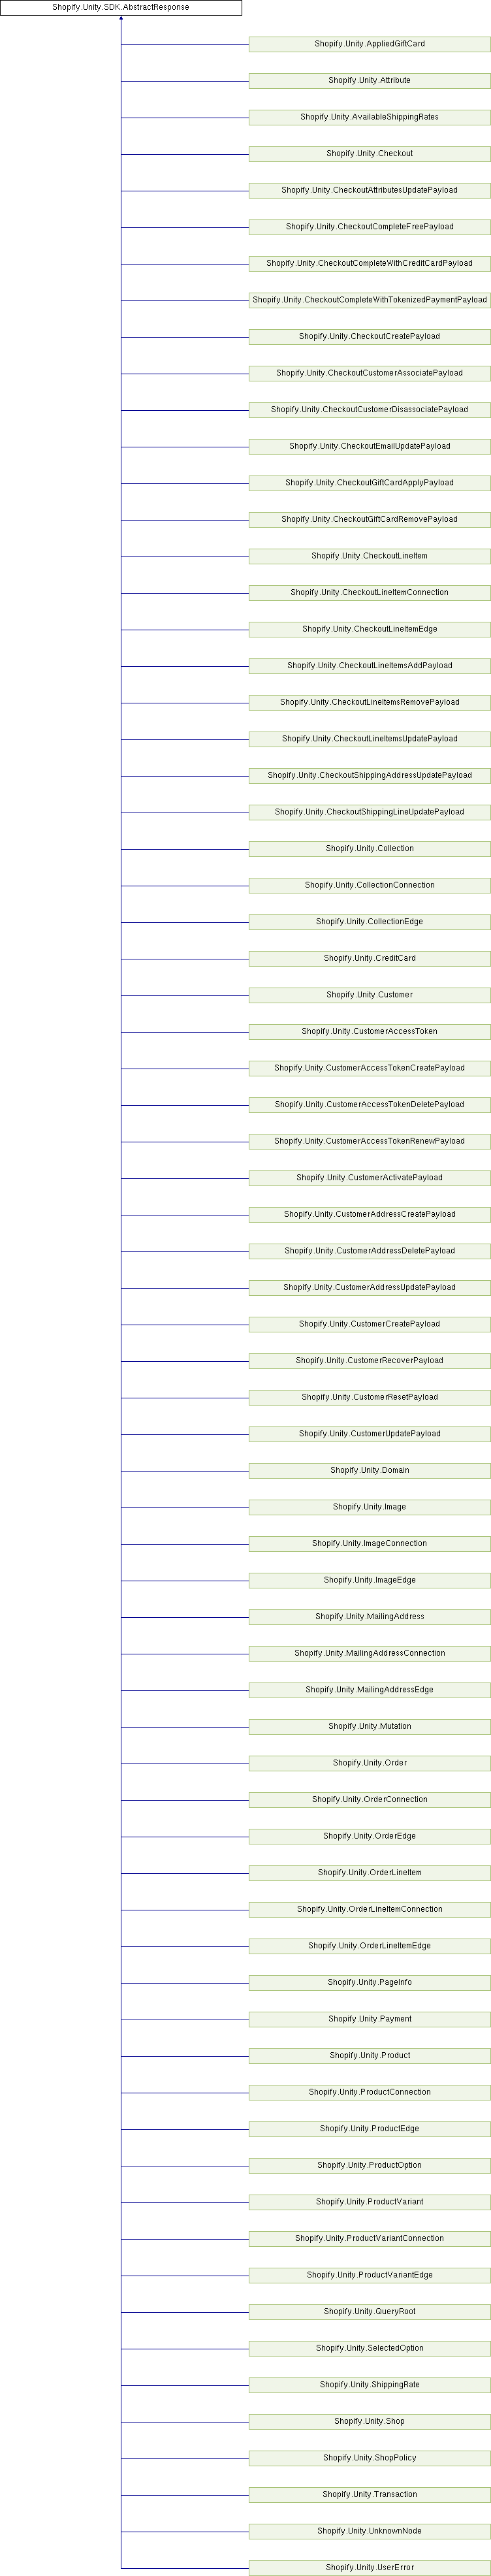 Shopify.Unity.SDK.AbstractResponse
Shopify.Unity.AppliedGiftCard
Shopify.Unity.Attribute
Shopify.Unity.AvailableShippingRates
Shopify.Unity.Checkout
Shopify.Unity.CheckoutAttributesUpdatePayload
Shopify.Unity.CheckoutCompleteFreePayload
Shopify.Unity.CheckoutCompleteWithCreditCardPayload
Shopify.Unity.CheckoutCompleteWithTokenizedPaymentPayload
Shopify.Unity.CheckoutCreatePayload
Shopify.Unity.CheckoutCustomerAssociatePayload
Shopify.Unity.CheckoutCustomerDisassociatePayload
Shopify.Unity.CheckoutEmailUpdatePayload
Shopify.Unity.CheckoutGiftCardApplyPayload
Shopify.Unity.CheckoutGiftCardRemovePayload
Shopify.Unity.CheckoutLineItem
Shopify.Unity.CheckoutLineItemConnection
Shopify.Unity.CheckoutLineItemEdge
Shopify.Unity.CheckoutLineItemsAddPayload
Shopify.Unity.CheckoutLineItemsRemovePayload
Shopify.Unity.CheckoutLineItemsUpdatePayload
Shopify.Unity.CheckoutShippingAddressUpdatePayload
Shopify.Unity.CheckoutShippingLineUpdatePayload
Shopify.Unity.Collection
Shopify.Unity.CollectionConnection
Shopify.Unity.CollectionEdge
Shopify.Unity.CreditCard
Shopify.Unity.Customer
Shopify.Unity.CustomerAccessToken
Shopify.Unity.CustomerAccessTokenCreatePayload
Shopify.Unity.CustomerAccessTokenDeletePayload
Shopify.Unity.CustomerAccessTokenRenewPayload
Shopify.Unity.CustomerActivatePayload
Shopify.Unity.CustomerAddressCreatePayload
Shopify.Unity.CustomerAddressDeletePayload
Shopify.Unity.CustomerAddressUpdatePayload
Shopify.Unity.CustomerCreatePayload
Shopify.Unity.CustomerRecoverPayload
Shopify.Unity.CustomerResetPayload
Shopify.Unity.CustomerUpdatePayload
Shopify.Unity.Domain
Shopify.Unity.Image
Shopify.Unity.ImageConnection
Shopify.Unity.ImageEdge
Shopify.Unity.MailingAddress
Shopify.Unity.MailingAddressConnection
Shopify.Unity.MailingAddressEdge
Shopify.Unity.Mutation
Shopify.Unity.Order
Shopify.Unity.OrderConnection
Shopify.Unity.OrderEdge
Shopify.Unity.OrderLineItem
Shopify.Unity.OrderLineItemConnection
Shopify.Unity.OrderLineItemEdge
Shopify.Unity.PageInfo
Shopify.Unity.Payment
Shopify.Unity.Product
Shopify.Unity.ProductConnection
Shopify.Unity.ProductEdge
Shopify.Unity.ProductOption
Shopify.Unity.ProductVariant
Shopify.Unity.ProductVariantConnection
Shopify.Unity.ProductVariantEdge
Shopify.Unity.QueryRoot
Shopify.Unity.SelectedOption
Shopify.Unity.ShippingRate
Shopify.Unity.Shop
Shopify.Unity.ShopPolicy
Shopify.Unity.Transaction
Shopify.Unity.UnknownNode
Shopify.Unity.UserError